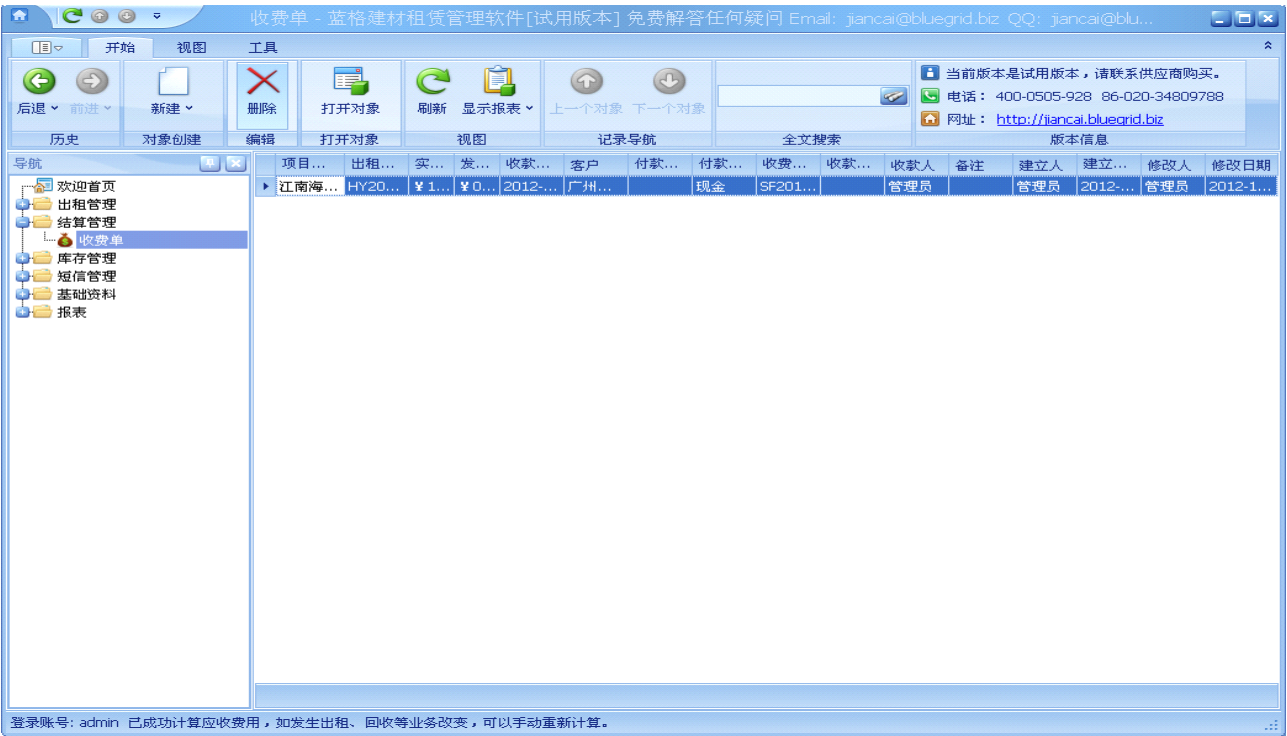 收费单 - 蓝格建材租赁管理软件[试用版本] 免费解答任何疑问 Email: jiancai@bluegrid.biz QQ: jiancai@blu...
开始 视图 工具
后退 前进 新建 删除 打开对象 刷新 显示报表 上一个对象 下一个对象
当前版本是试用版本，请联系供应商购买。
电话： 400-0505-928 86-020-34809788
网址： http://jiancai.bluegrid.biz
历史 对象创建 编辑 打开对象 视图 记录导航 全文搜索 版本信息
导航
欢迎首页
出租管理
结算管理
收费单
库存管理
短信管理
基础资料
报表
项目... 出租... 实... 发... 收款... 客户 付款... 付款... 收费... 收款... 收款人 备注 建立人 建立... 修改人 修改日期
江南海... HY20... ¥1... ¥0... 2012-... 广州... 现金 SF201... 管理员 管理员 2012-... 管理员 2012-1...
登录账号: admin 已成功计算应收费用，如发生出租、回收等业务改变，可以手动重新计算。